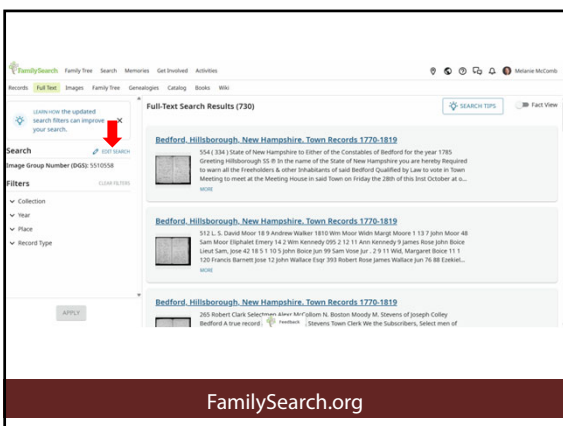 FamilySearch Family Tree Search Memories Get Involved Activities Melanie McComb
Records Full Text Images Family Tree Genealogies Catalog Books Wiki
LEARN HOW the updated search filters can improve your search.
Search EDIT SEARCH
Image Group Number (DGS): 5510558
Filters CLEAR FILTERS
Collection
Year
Place
Record Type
APPLY
Full-Text Search Results (730) SEARCH TIPS Fact View
Bedford, Hillsborough, New Hampshire. Town Records 1770-1819
554 ( 334 ) State of New Hampshire to Either of the Constables of Bedford for the year 1785
Greeting Hillsborough SS ® In the name of the State of New Hampshire you are hereby Required
to warn all the Freeholders & other Inhabitants of said Bedford Qualified by Law to vote in Town
Meeting to meet at the Meeting House in said Town on Friday the 28th of this Inst October at o...
MORE
Bedford, Hillsborough, New Hampshire. Town Records 1770-1819
512 L. S. David Moor 18 9 Andrew Walker 1810 Wm Moor Widn Margt Moore 1 13 7 John Moor 48
Sam Moor Eliphalet Emery 14 2 Wm Kennedy 095 2 12 11 Ann Kennedy 9 James Rose John Boice
Lieut Sam, Jose 42 18 5 1 10 5 John Boice Jun 99 Sam Vose Jur . 2 9 11 Wid, Margaret Boice 11 1
120 Francis Barnett Jose 12 John Wallace Esqr 393 Robert Rose James Wallace Jun 76 88 Ezekiel...
MORE
Bedford, Hillsborough, New Hampshire. Town Records 1770-1819
265 Robert Clark Selectmen Alexr McCollom N. Boston Moody M. Stevens of Joseph Colley
Bedford A true record Feedback Stevens Town Clerk We the Subscribers, Select men of
FamilySearch.org